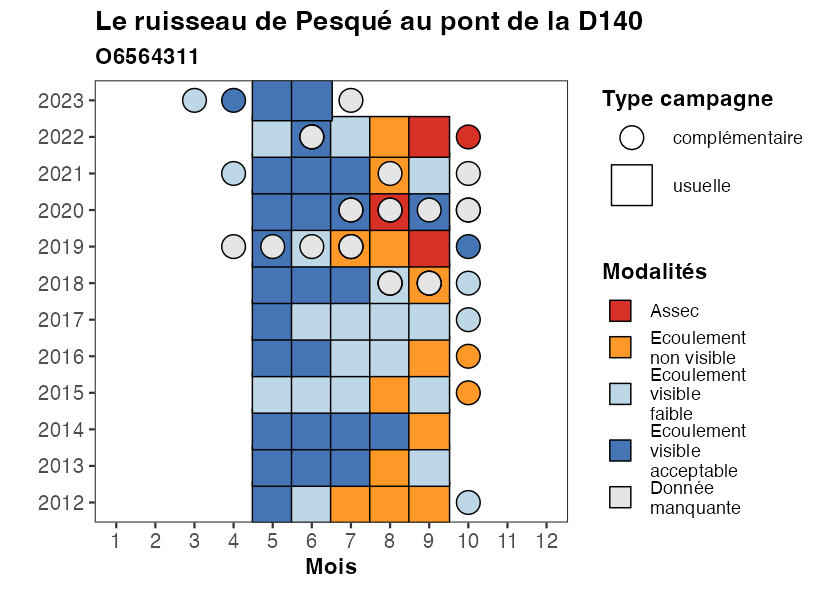 Le ruisseau de Pesqué au pont de la D140
O6564311
2023
2022
2021
2020
2019
2018
2017
2016
2015
2014
2013
2012
1 2 3 4 5 6 7 8 9 10 11 12
Mois
Type campagne
complémentaire
usuelle
Modalités
Assec
Ecoulement
non visible
Ecoulement
visible
faible
Ecoulement
visible
acceptable
Donnée
manquante